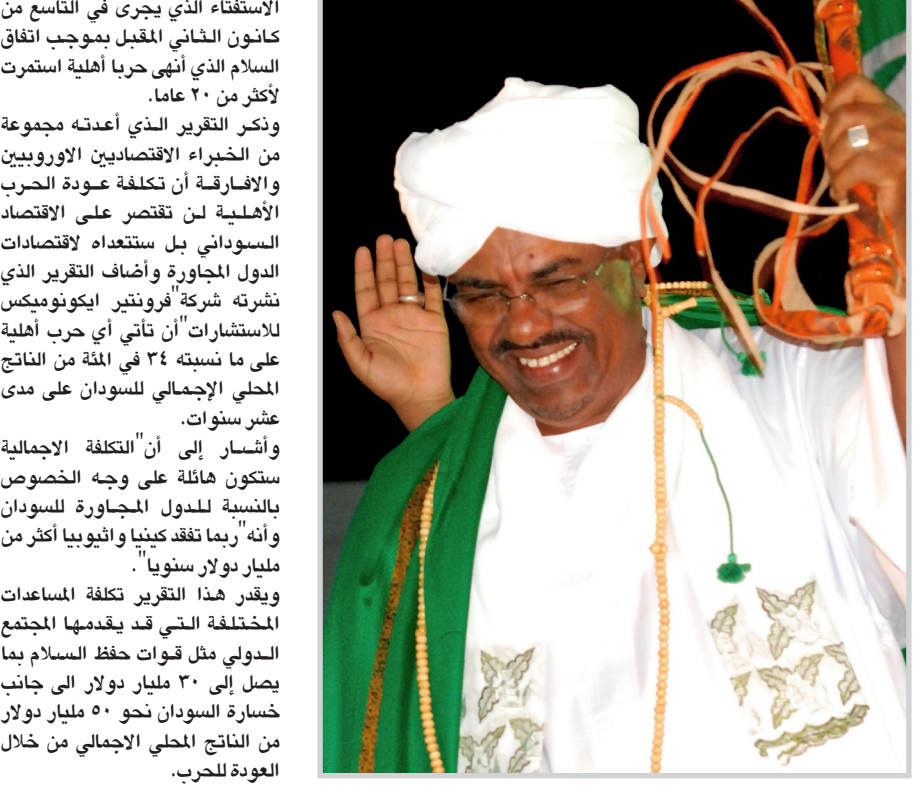 الاستفتاء الذي يجرى في التاسع من
كانون الثاني المقبل بموجب اتفاق
السلام الذي أنهى حربا أهلية استمرت
لأكثر من ٢٠ عاما.
وذكر التقرير الذي أعدته مجموعة
من الخبراء الاقتصاديين الاوروبيين
والافارقة أن تكلفة عودة الحرب
الأهلية لن تقتصر على الاقتصاد
السوداني بل ستتعداه لاقتصادات
الدول المجاورة وأضاف التقرير الذي
نشرته شركة"فرونتير ايكونوميكس
للاستشارات"أن تأتي أي حرب أهلية
على ما نسبته ٣٤ في المئة من الناتج
المحلي الإجمالي للسودان على مدى
عشر سنوات.
وأشار إلى أن"التكلفة الاجمالية
ستكون هائلة على وجه الخصوص
بالنسبة للدول المجاورة للسودان
وأنه"ربما تفقد كينيا واثيوبيا أكثر من
مليار دولار سنويا".
ويقدر هذا التقرير تكلفة المساعدات
المختلفة التي قد يقدمها المجتمع
الدولي مثل قوات حفظ السلام بما
يصل إلى ٣٠ مليار دولار الى جانب
خسارة السودان نحو ٥٠ مليار دولار
من الناتج المحلي الاجمالي من خلال
العودة للحرب.